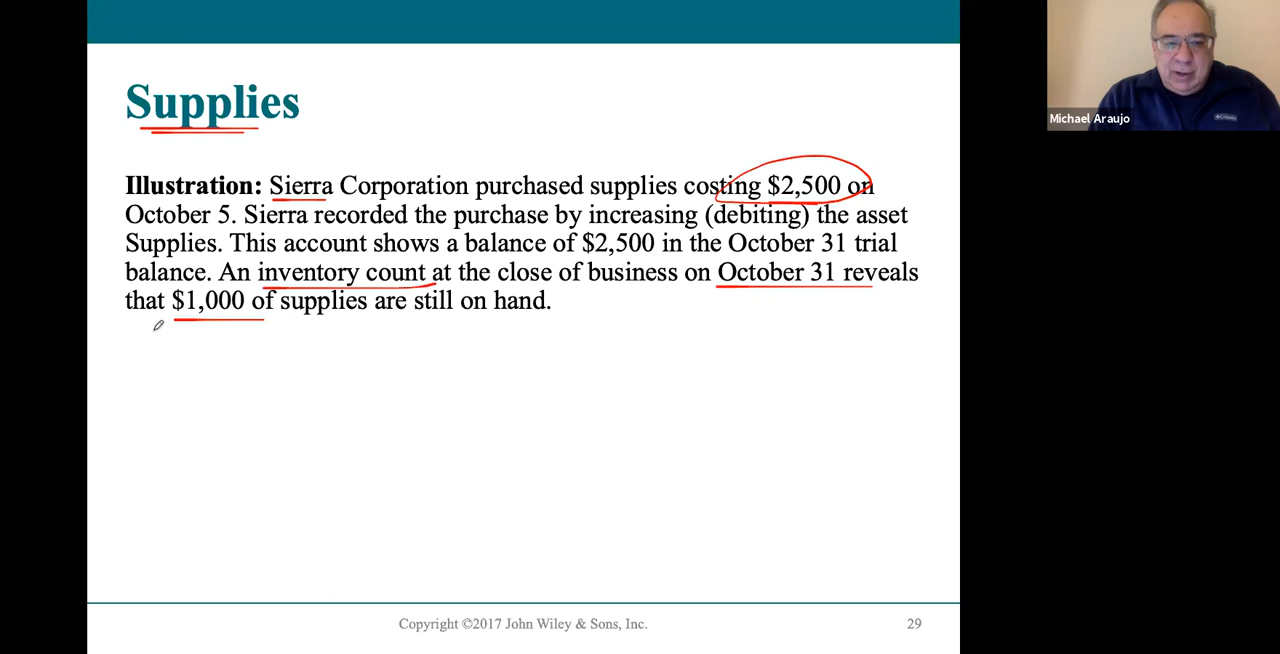 Supplies
Illustration: Sierra Corporation purchased supplies costing $2,500 on
October 5. Sierra recorded the purchase by increasing (debiting) the asset
Supplies. This account shows a balance of $2,500 in the October 31 trial
balance. An inventory count at the close of business on October 31 reveals
that $1,000 of supplies are still on hand.
Copyright ©2017 John Wiley & Sons, Inc.
29
Michael Araujo
Columbia